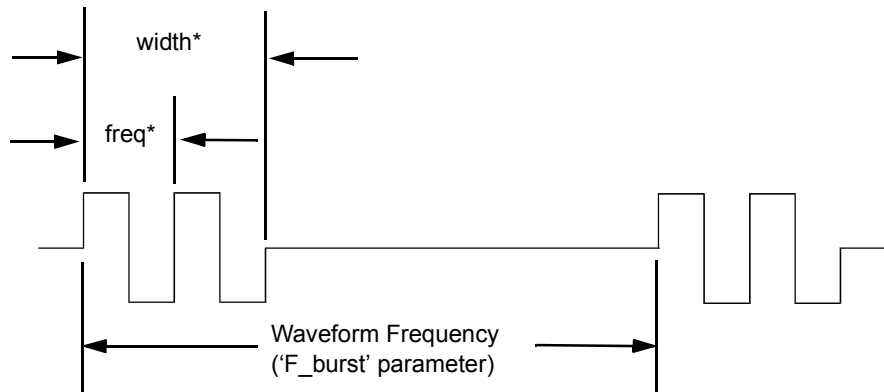 width*
freq*
Waveform Frequency
(‘F_burst’ parameter)